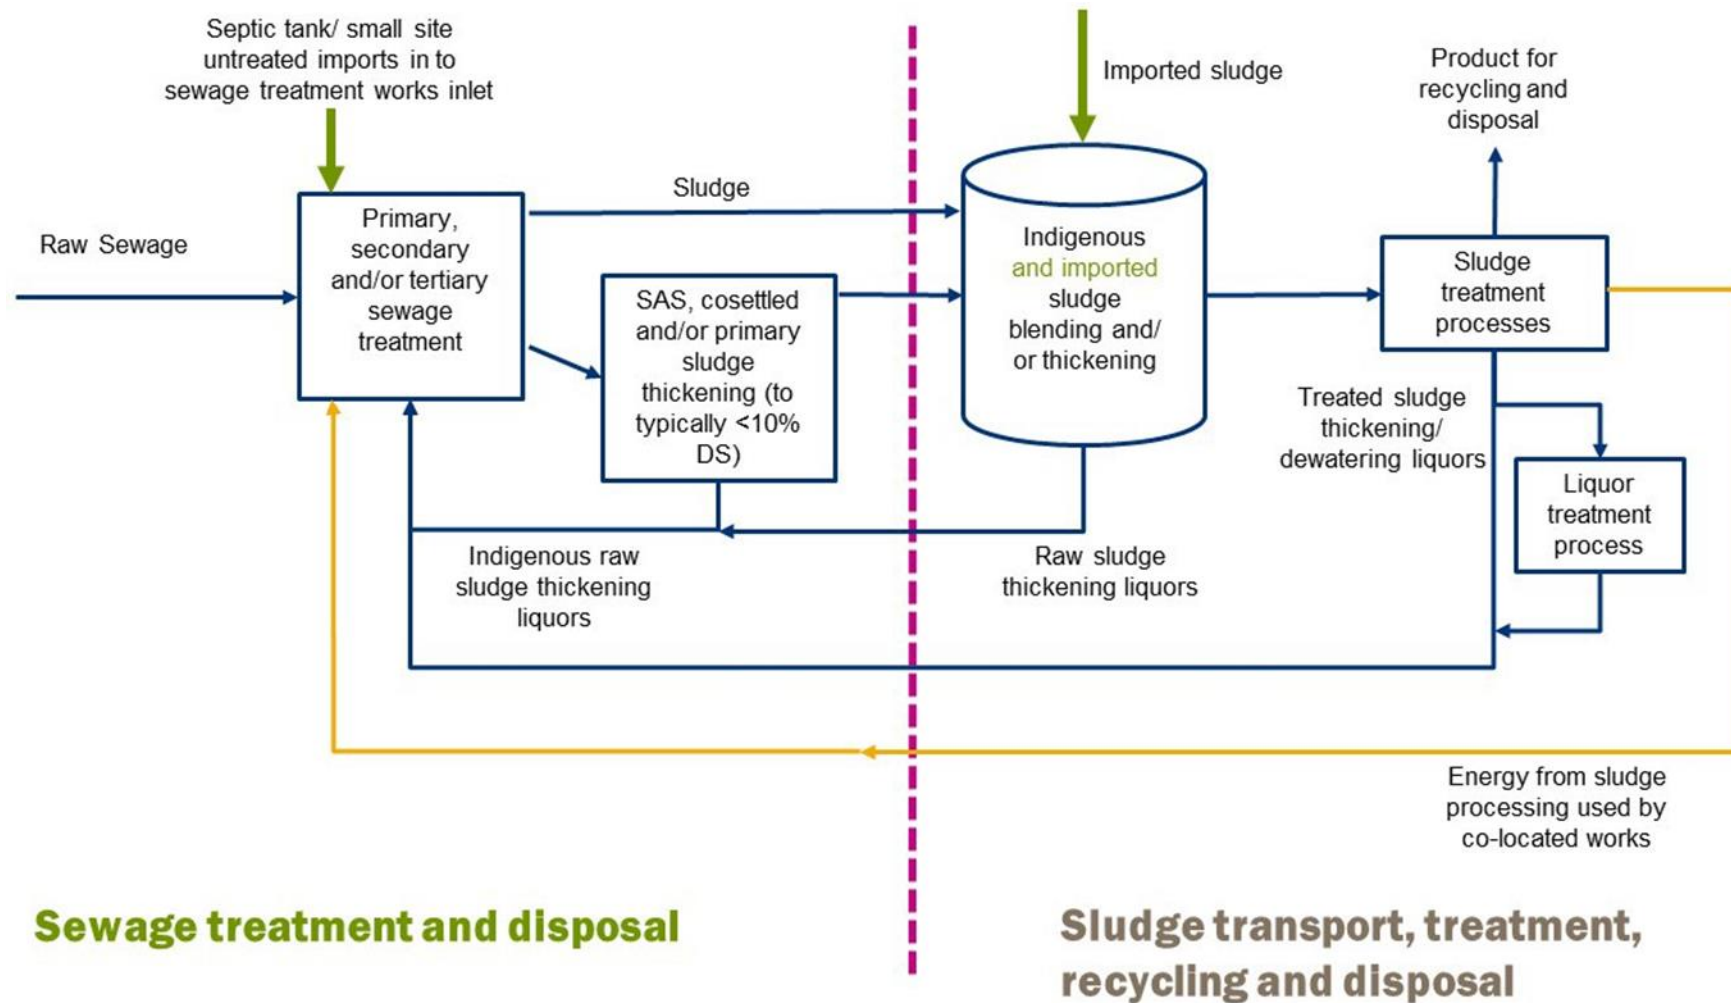 Septic tank/ small site
untreated imports in to
sewage treatment works inlet
Imported sludge
Product for
recycling and
disposal
Raw Sewage
Primary,
secondary
and/or tertiary
sewage
treatment
Sludge
SAS, cosettled
and/or primary
sludge
thickening (to
typically <10%
DS)
Indigenous
and imported
sludge
blending and/
or thickening
Sludge
treatment
processes
Treated sludge
thickening/
dewatering liquors
Liquor
treatment
process
Indigenous raw
sludge thickening
liquors
Raw sludge
thickening liquors
Energy from sludge
processing used by
co-located works
Sewage treatment and disposal
Sludge transport, treatment,
recycling and disposal